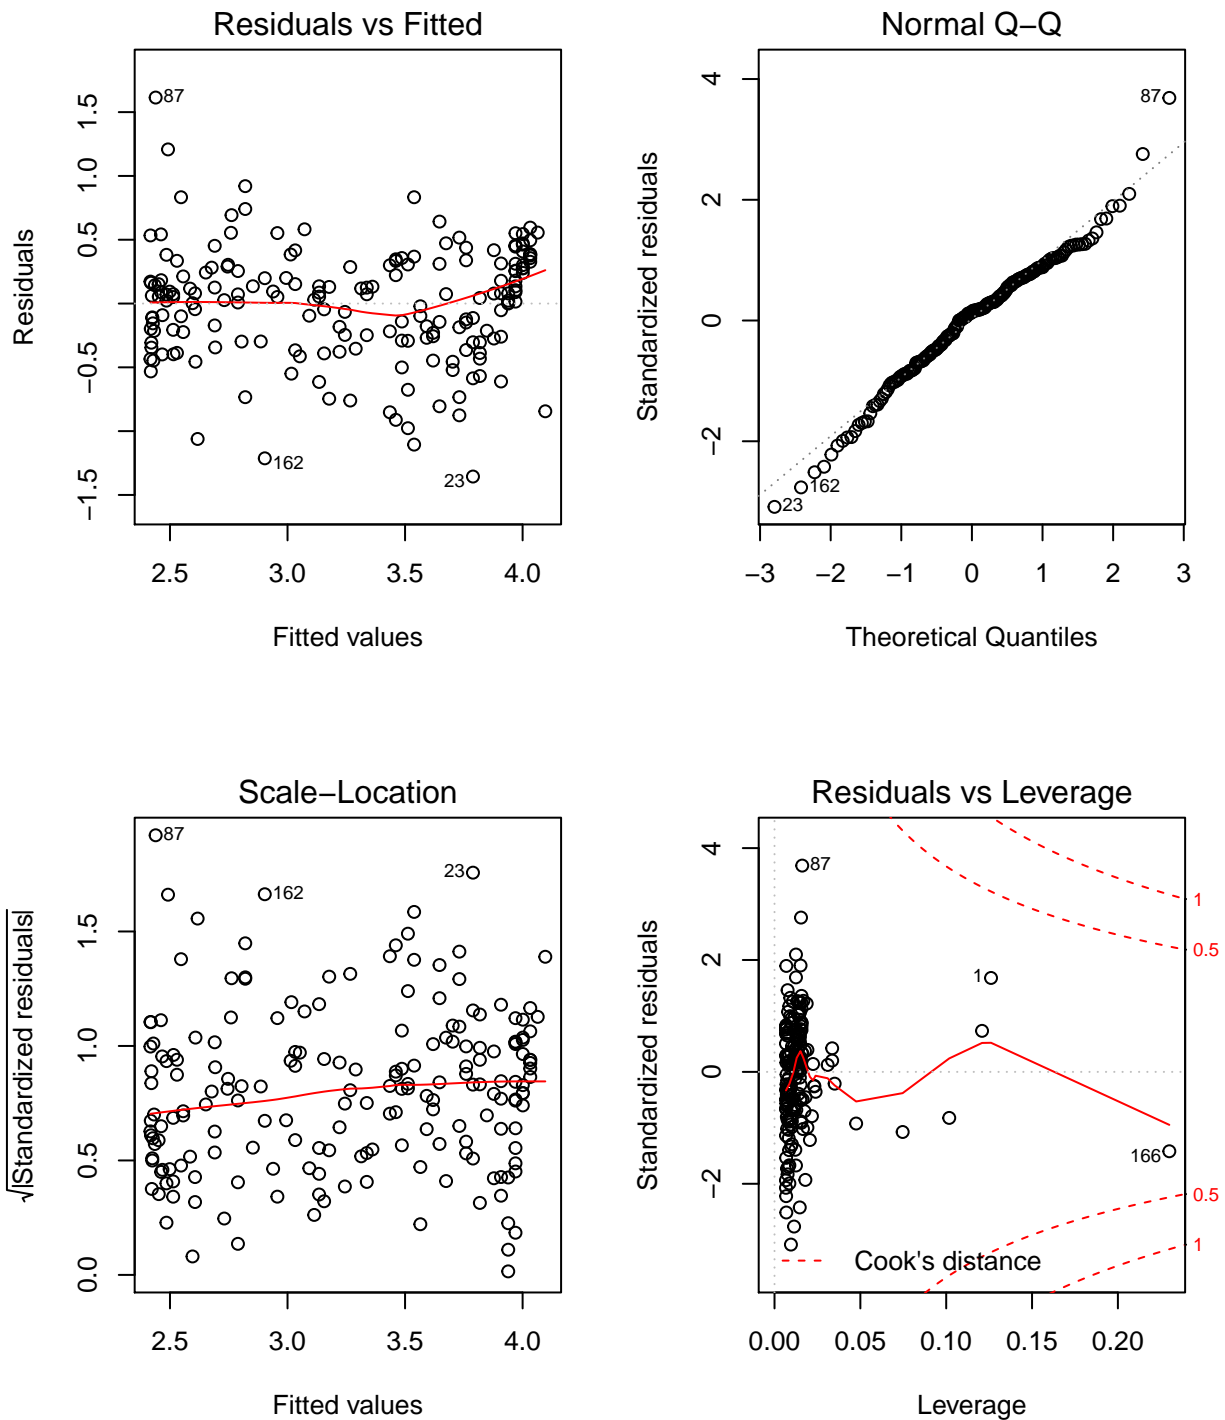 Residuals vs Fitted
Residuals
1.5
1.0
0.5
−0.5
−1.5
87
162
23
2.5 3.0 3.5 4.0
Fitted values
Normal Q−Q
Standardized residuals
4
2
0
−2
87
162
23
−3 −2 −1 0 1 2 3
Theoretical Quantiles
Scale−Location
√|Standardized residuals|
1.5
1.0
0.5
0.0
87
23
162
2.5 3.0 3.5 4.0
Fitted values
Residuals vs Leverage
Standardized residuals
4
2
0
−2
87
1
166
1
0.5
0.5
1
Cook's distance
0.00 0.05 0.10 0.15 0.20
Leverage